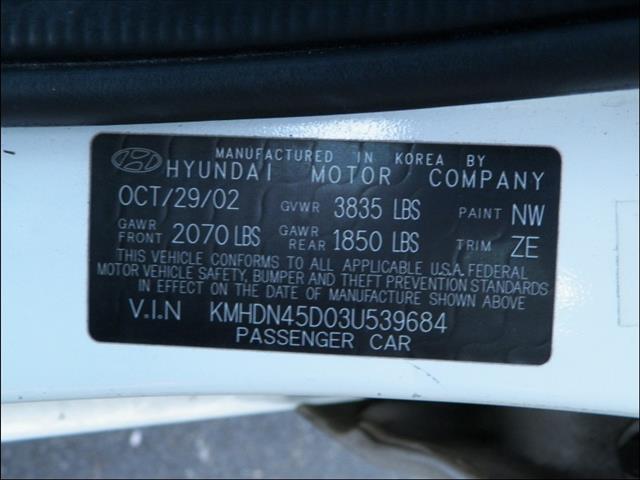 MANUFACTURED IN KOREA BY
HYUNDAI MOTOR COMPANY
OCT/29/02 GVWR 3835 LBS PAINT NW
GAWR FRONT 2070 LBS GAWR REAR 1850 LBS TRIM ZE
THIS VEHICLE CONFORMS TO ALL APPLICABLE U.S.A. FEDERAL
MOTOR VEHICLE SAFETY, BUMPER AND THEFT PREVENTION STANDARDS
IN EFFECT ON THE DATE OF MANUFACTURE SHOWN ABOVE.
V.I.N KMHDN45D03U539684
PASSENGER CAR